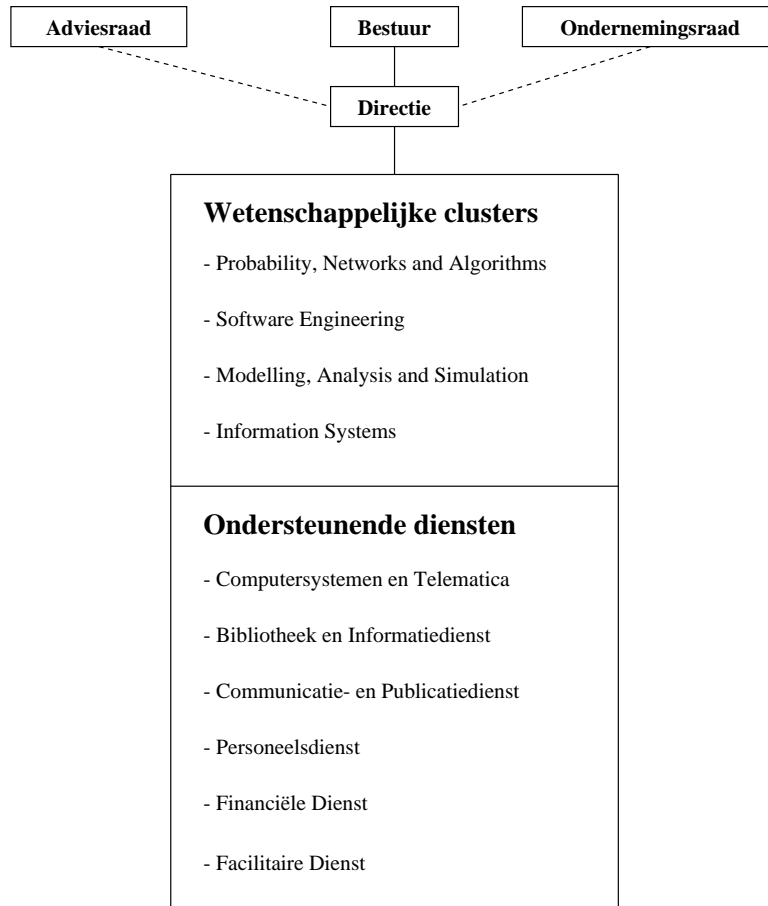 Adviesraad
Bestuur
Ondernemingsraad
Directie
Wetenschappelijke clusters
- Probability, Networks and Algorithms
- Software Engineering
- Modelling, Analysis and Simulation
- Information Systems
Ondersteunende diensten
- Computersystemen en Telematica
- Bibliotheek en Informatiedienst
- Communicatie- en Publicatiedienst
- Personeelsdienst
- Financiële Dienst
- Facilitaire Dienst